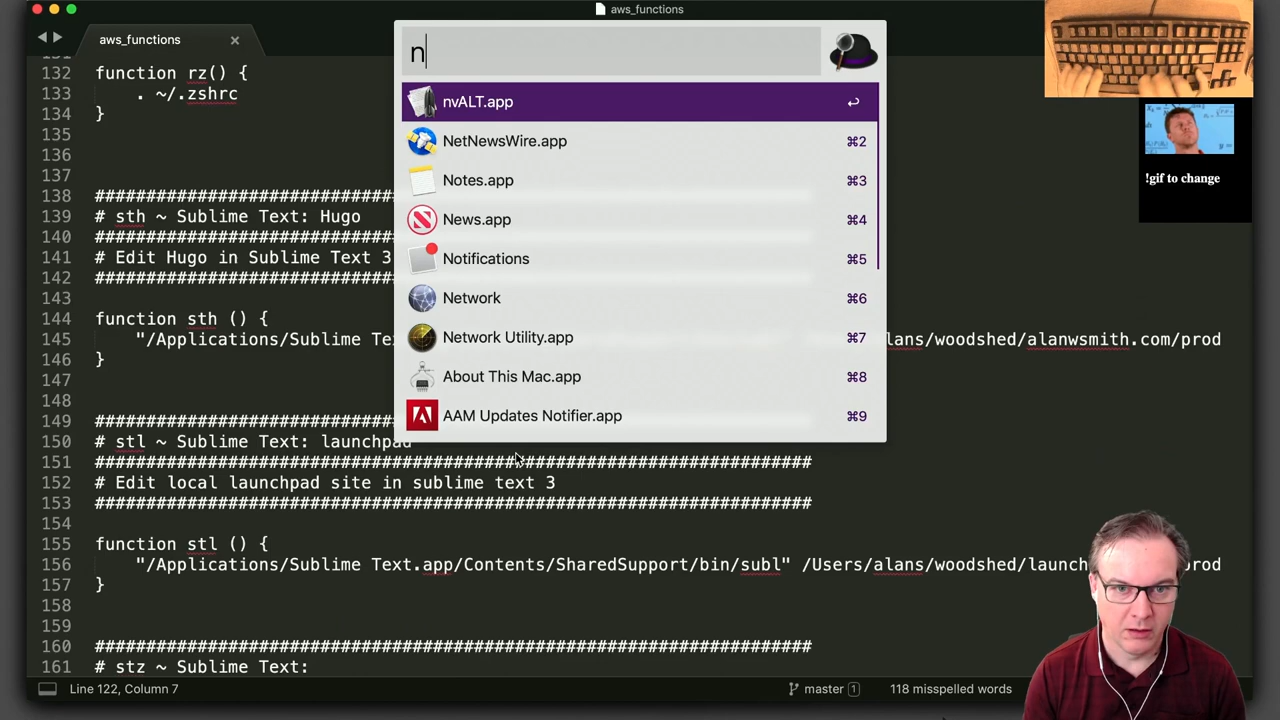 aws_functions
aws_functions
n
nvALT.app
NetNewsWire.app ⌘2
Notes.app ⌘3
News.app ⌘4
Notifications ⌘5
Network ⌘6
Network Utility.app ⌘7
About This Mac.app ⌘8
AAM Updates Notifier.app ⌘9
!gif to change
132 function rz() {
133 . ~/.zshrc
134 }
135
136
137
138 ##############################
139 # sth ~ Sublime Text: Hugo
140 ##############################
141 # Edit Hugo in Sublime Text 3
142 ##############################
143
144 function sth () {
145 "/Applications/Sublime lans/woodshed/alanwsmith.com/prod
146 }
147
148
149 ##############################
150 # stl ~ Sublime Text: launchpad
151 ######################################################################
152 # Edit local launchpad site in sublime text 3
153 ######################################################################
154
155 function stl () {
156 "/Applications/Sublime Text.app/Contents/SharedSupport/bin/subl" /Users/alans/woodshed/launch rod
157 }
158
159
160 ######################################################################
161 # stz ~ Sublime Text:
Line 122, Column 7 master 1 118 misspelled words